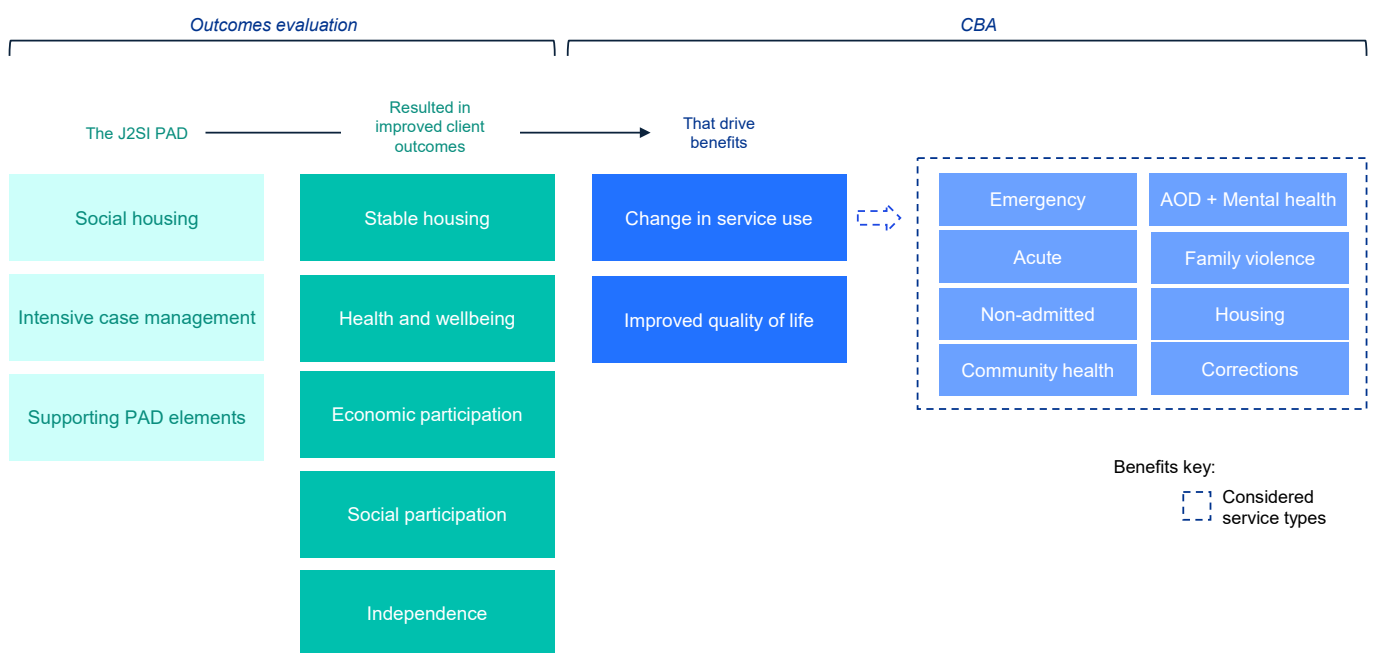 Outcomes evaluation
CBA
The J2SI PAD
Resulted in
improved client
outcomes
That drive
benefits
Social housing
Intensive case management
Supporting PAD elements
Stable housing
Health and wellbeing
Economic participation
Social participation
Independence
Change in service use
Improved quality of life
Emergency
AOD + Mental health
Acute
Family violence
Non-admitted
Housing
Community health
Corrections
Benefits key:
Considered
service types